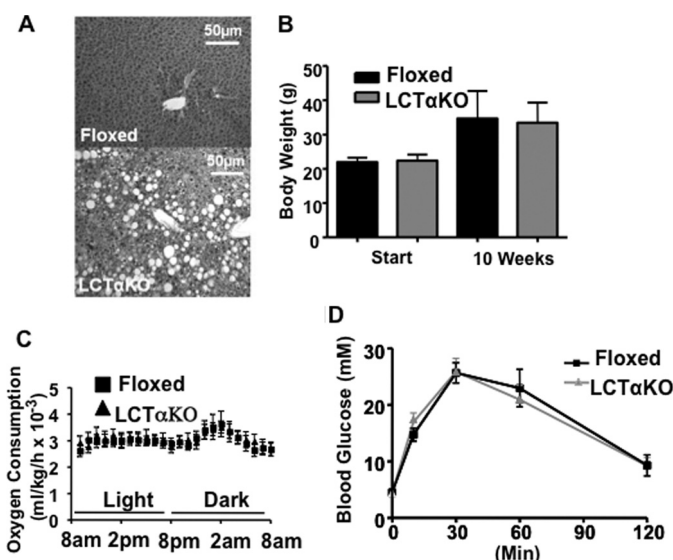 A
50μm
Floxed
50μm
LCTαKO
B
Body Weight (g)
50
40
30
20
10
0
Floxed
LCTαKO
Start
10 Weeks
C
Oxygen Consumption
(ml/kg/h x 10⁻³)
5
4
3
2
1
0
Floxed
LCTαKO
Light
Dark
8am 2pm 8pm 2am 8am
D
Blood Glucose (mM)
30
20
10
0
Floxed
LCTαKO
0 30 60 90 120
(Min)